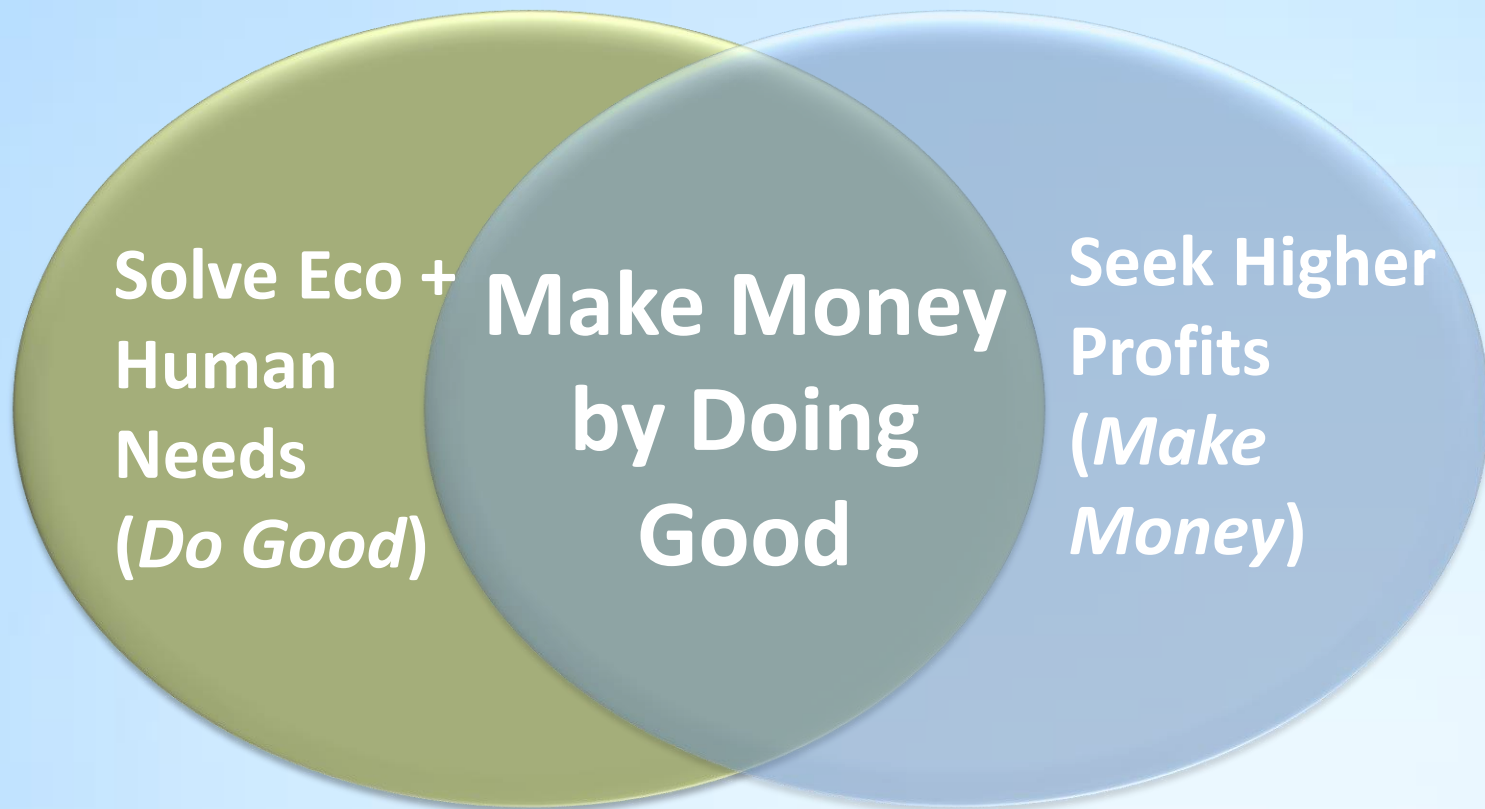 Solve Eco +
Human
Needs
(Do Good)
Make Money
by Doing
Good
Seek Higher
Profits
(Make
Money)